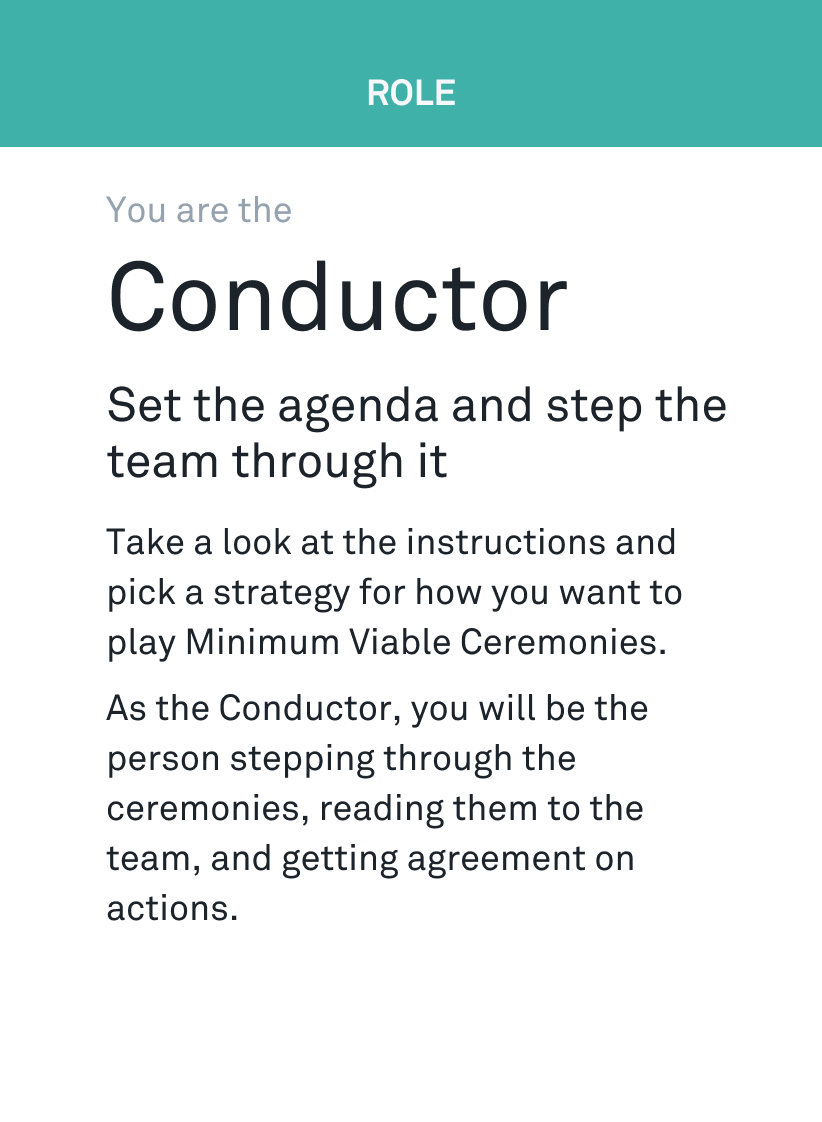 ROLE
You are the
Conductor
Set the agenda and step the
team through it
Take a look at the instructions and
pick a strategy for how you want to
play Minimum Viable Ceremonies.
As the Conductor, you will be the
person stepping through the
ceremonies, reading them to the
team, and getting agreement on
actions.